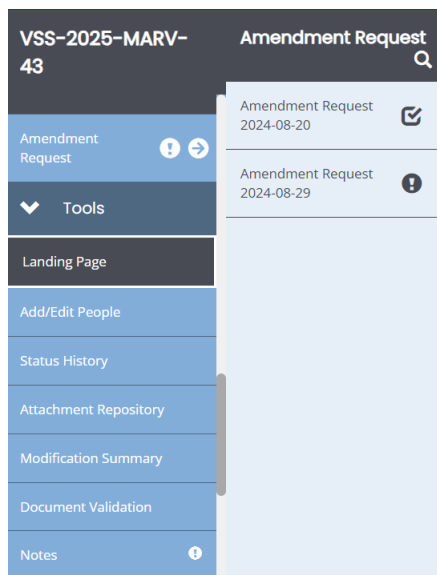 VSS-2025-MARV-
43
Amendment
Request
Tools
Landing Page
Add/Edit People
Status History
Attachment Repository
Modification Summary
Document Validation
Notes
Amendment Request
Amendment Request
2024-08-20
Amendment Request
2024-08-29